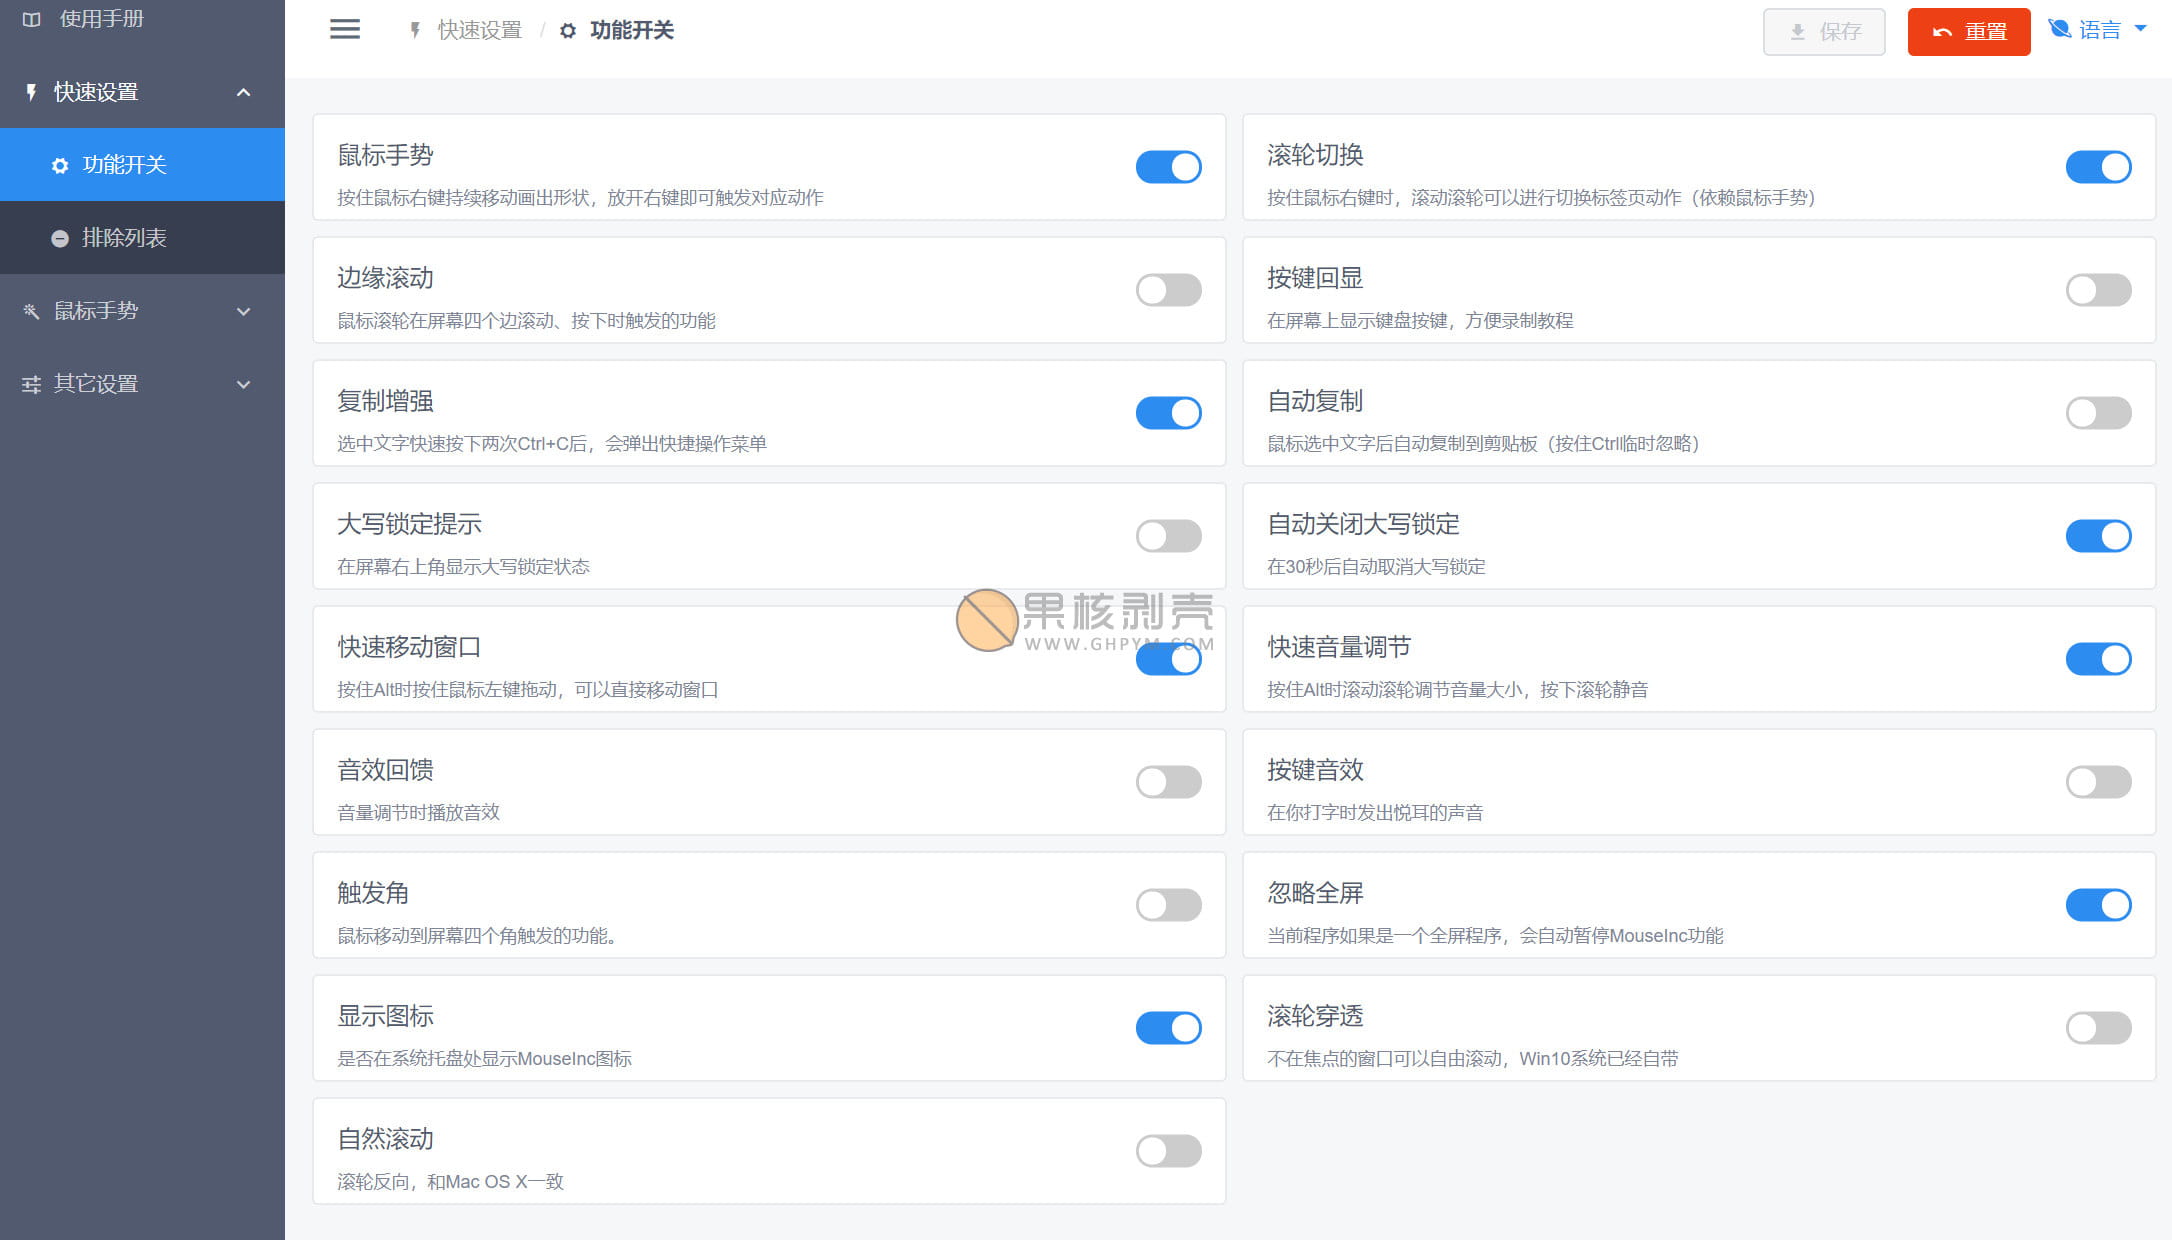 使用手册
快速设置
功能开关
排除列表
鼠标手势
其它设置
快速设置 / 功能开关
保存
重置
语言
鼠标手势
按住鼠标右键持续移动画出形状，放开右键即可触发对应动作
滚轮切换
按住鼠标右键时，滚动滚轮可以进行切换标签页动作（依赖鼠标手势）
边缘滚动
鼠标滚轮在屏幕四个边滚动、按下时触发的功能
按键回显
在屏幕上显示键盘按键，方便录制教程
复制增强
选中文字快速按下两次Ctrl+C后，会弹出快捷操作菜单
自动复制
鼠标选中文字后自动复制到剪贴板（按住Ctrl临时忽略）
大写锁定提示
在屏幕右上角显示大写锁定状态
自动关闭大写锁定
在30秒后自动取消大写锁定
果核剥壳
WWW.GHPYM.COM
快速移动窗口
按住Alt时按住鼠标左键拖动，可以直接移动窗口
快速音量调节
按住Alt时滚动滚轮调节音量大小，按下滚轮静音
音效回馈
音量调节时播放音效
按键音效
在你打字时发出悦耳的声音
触发角
鼠标移动到屏幕四个角触发的功能。
忽略全屏
当前程序如果是一个全屏程序，会自动暂停MouseInc功能
显示图标
是否在系统托盘处显示MouseInc图标
滚轮穿透
不在焦点的窗口可以自由滚动，Win10系统已经自带
自然滚动
滚轮反向，和Mac OS X一致